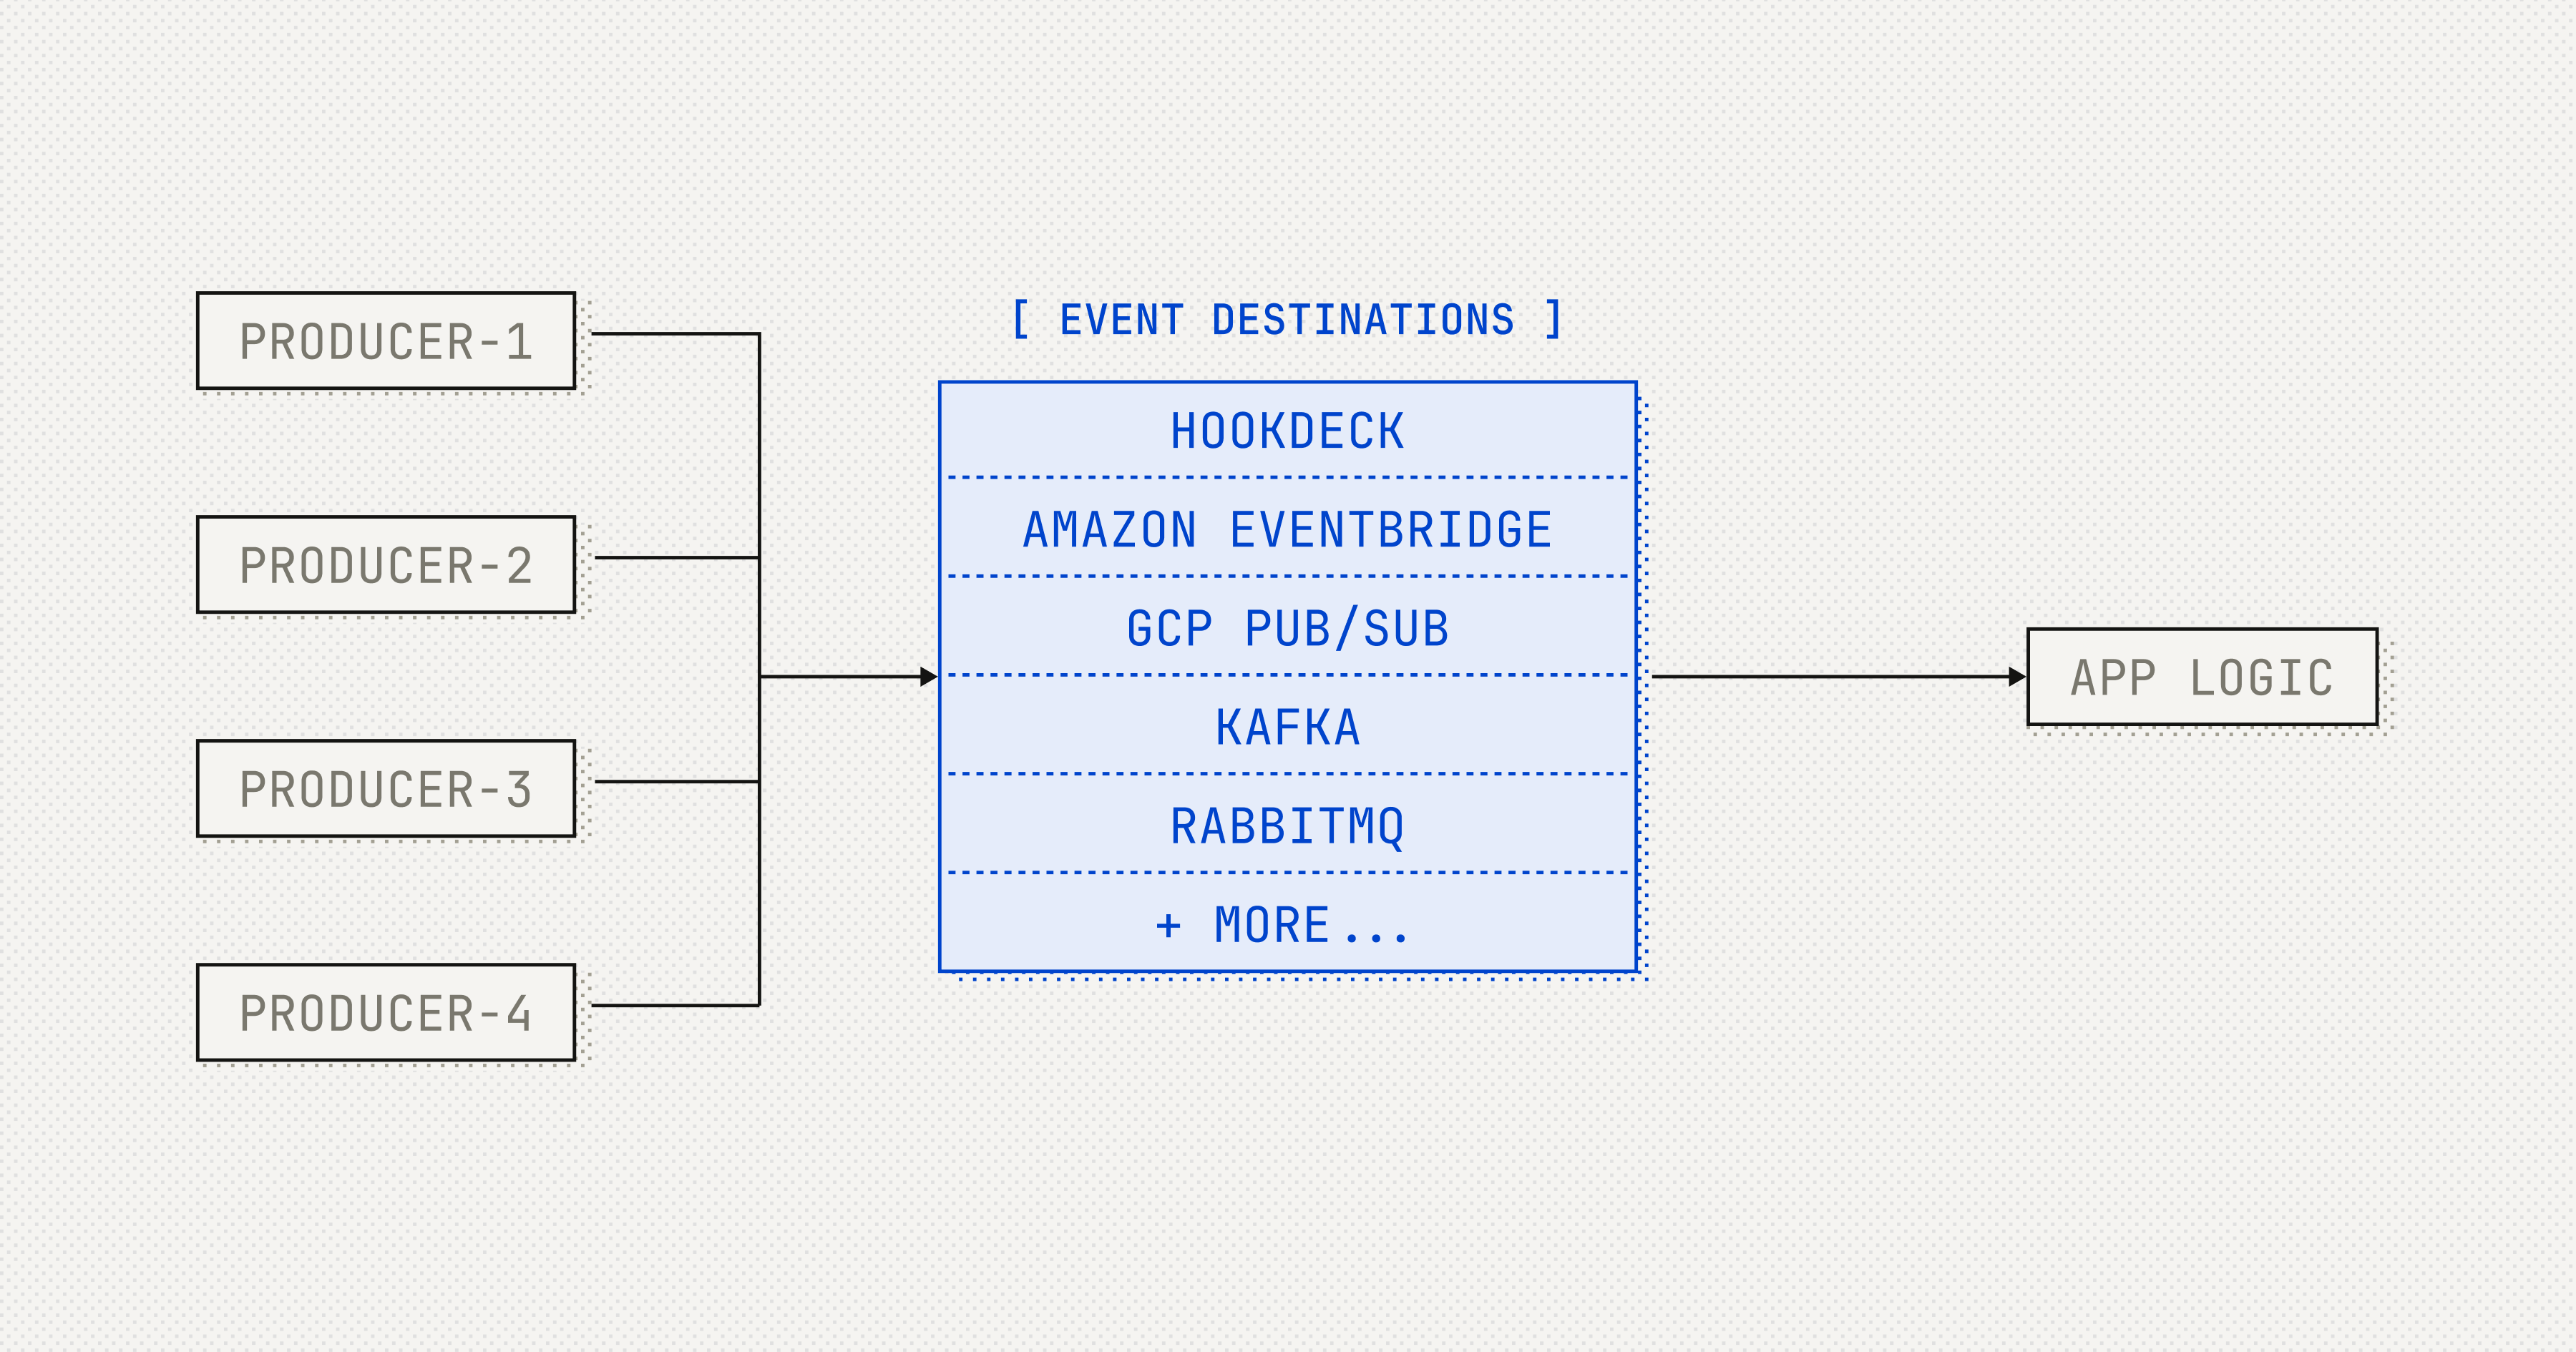 PRODUCER-1
PRODUCER-2
PRODUCER-3
PRODUCER-4
[ EVENT DESTINATIONS ]
HOOKDECK
AMAZON EVENTBRIDGE
GCP PUB/SUB
KAFKA
RABBITMQ
+ MORE...
APP LOGIC